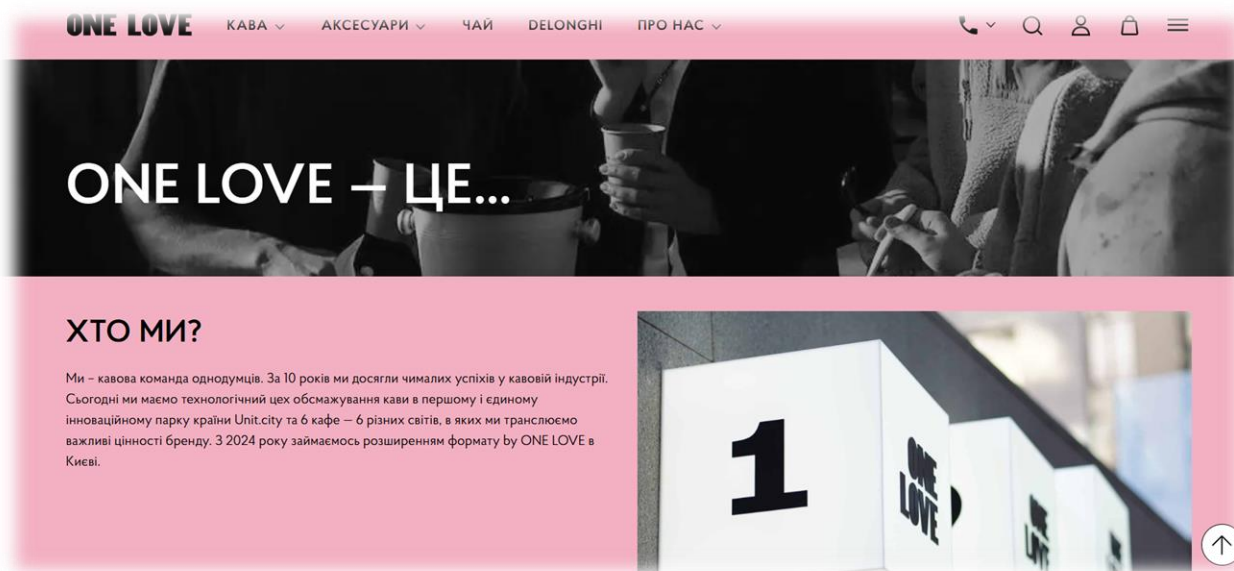 ONE LOVE КАВА АКСЕСУАРИ ЧАЙ DELONGHI ПРО НАС
ONE LOVE – ЦЕ...
ХТО МИ?
Ми – кавова команда однодумців. За 10 років ми досягли чималих успіхів у кавовій індустрії.
Сьогодні ми маємо технологічний цех обсмажування кави в першому і єдиному
інноваційному парку країни Unit.city та 6 кафе — 6 різних світів, в яких ми транслюємо
важливі цінності бренду. З 2024 року займаємось розширенням формату by ONE LOVE в
Києві.
1
ONE
LOVE
ONE
LOVE